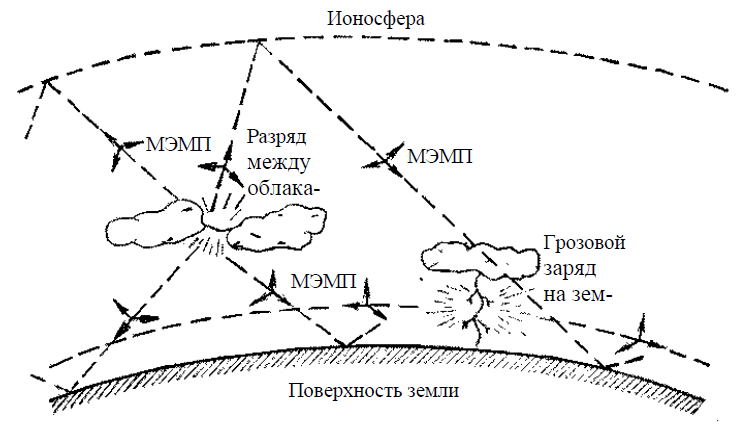 Ионосфера
МЭМП
Разряд
между
облака-
МЭМП
Грозовой
заряд
на зем-
МЭМП
Поверхность земли